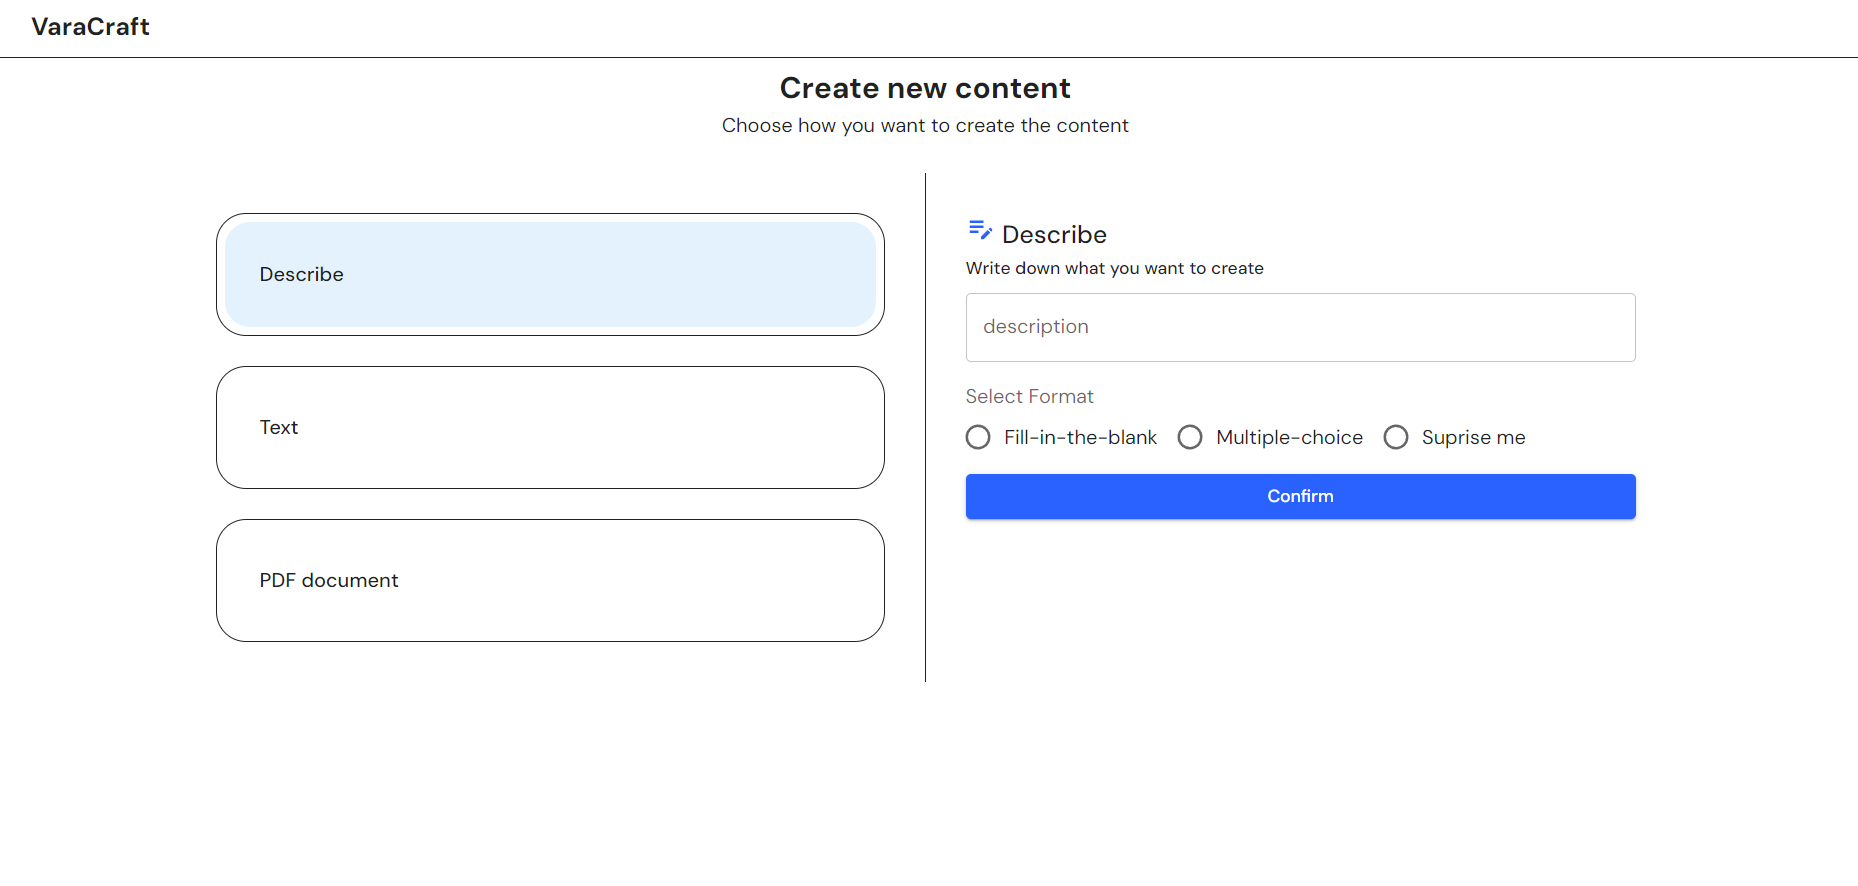 VaraCraft
Create new content
Choose how you want to create the content
Describe
Text
PDF document
Describe
Write down what you want to create
description
Select Format
Fill-in-the-blank Multiple-choice Suprise me
Confirm